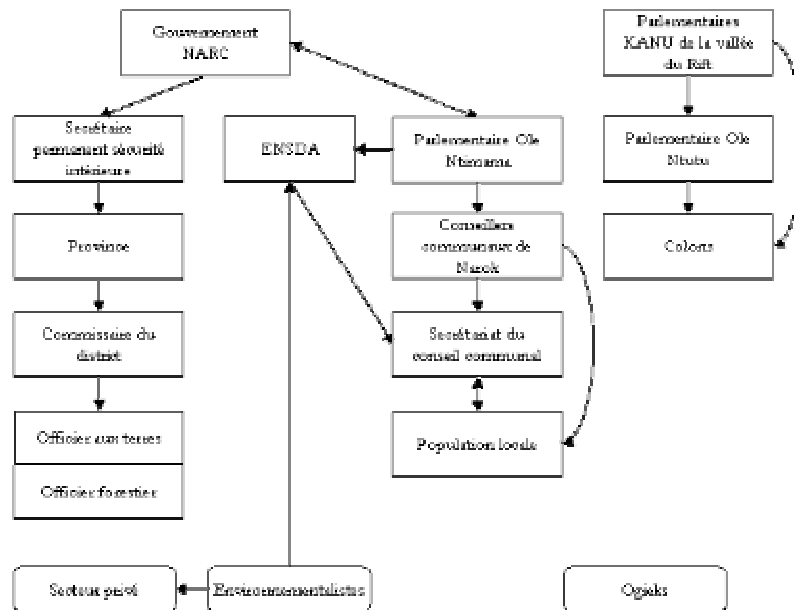 Gouvernement
NARC
Parlementaires
KANU de la vallée
du Rift
Secrétaire
permanent sécurité
intérieure
ENSDA
Parlementaire Ole
Ntimama
Parlementaire Ole
Ntutu
Province
Conseillers
communaux de
Narok
Colons
Commissaire du
district
Secrétariat du
conseil communal
Officier aux terres
Population locale
Officier forestier
Secteur privé
Environnementalistes
Ogieks